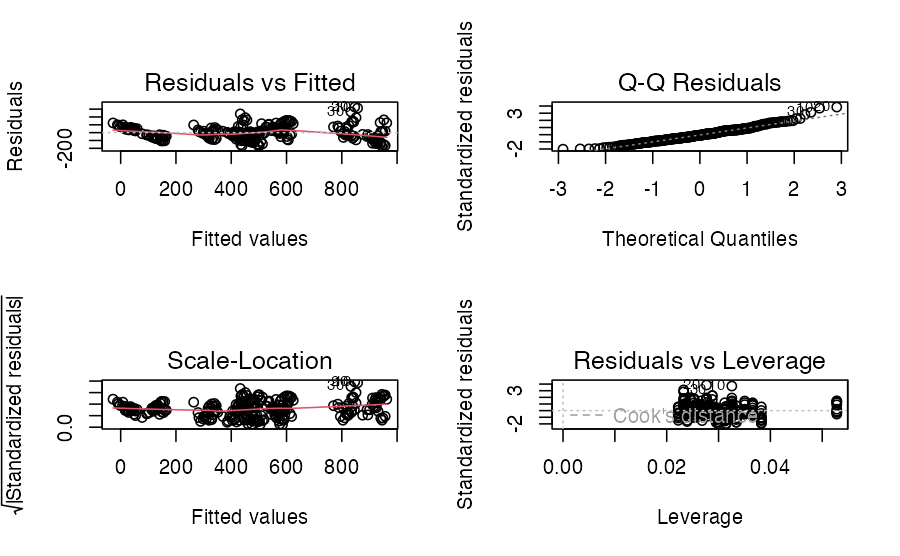 Residuals vs Fitted
Residuals
-200
0 200 400 600 800
Fitted values
Q-Q Residuals
Standardized residuals
3
-2
-3 -2 -1 0 1 2 3
Theoretical Quantiles
Scale-Location
√|Standardized residuals|
0.0
0 200 400 600 800
Fitted values
Residuals vs Leverage
Standardized residuals
3
-2
Cook's distance
0.00 0.02 0.04
Leverage